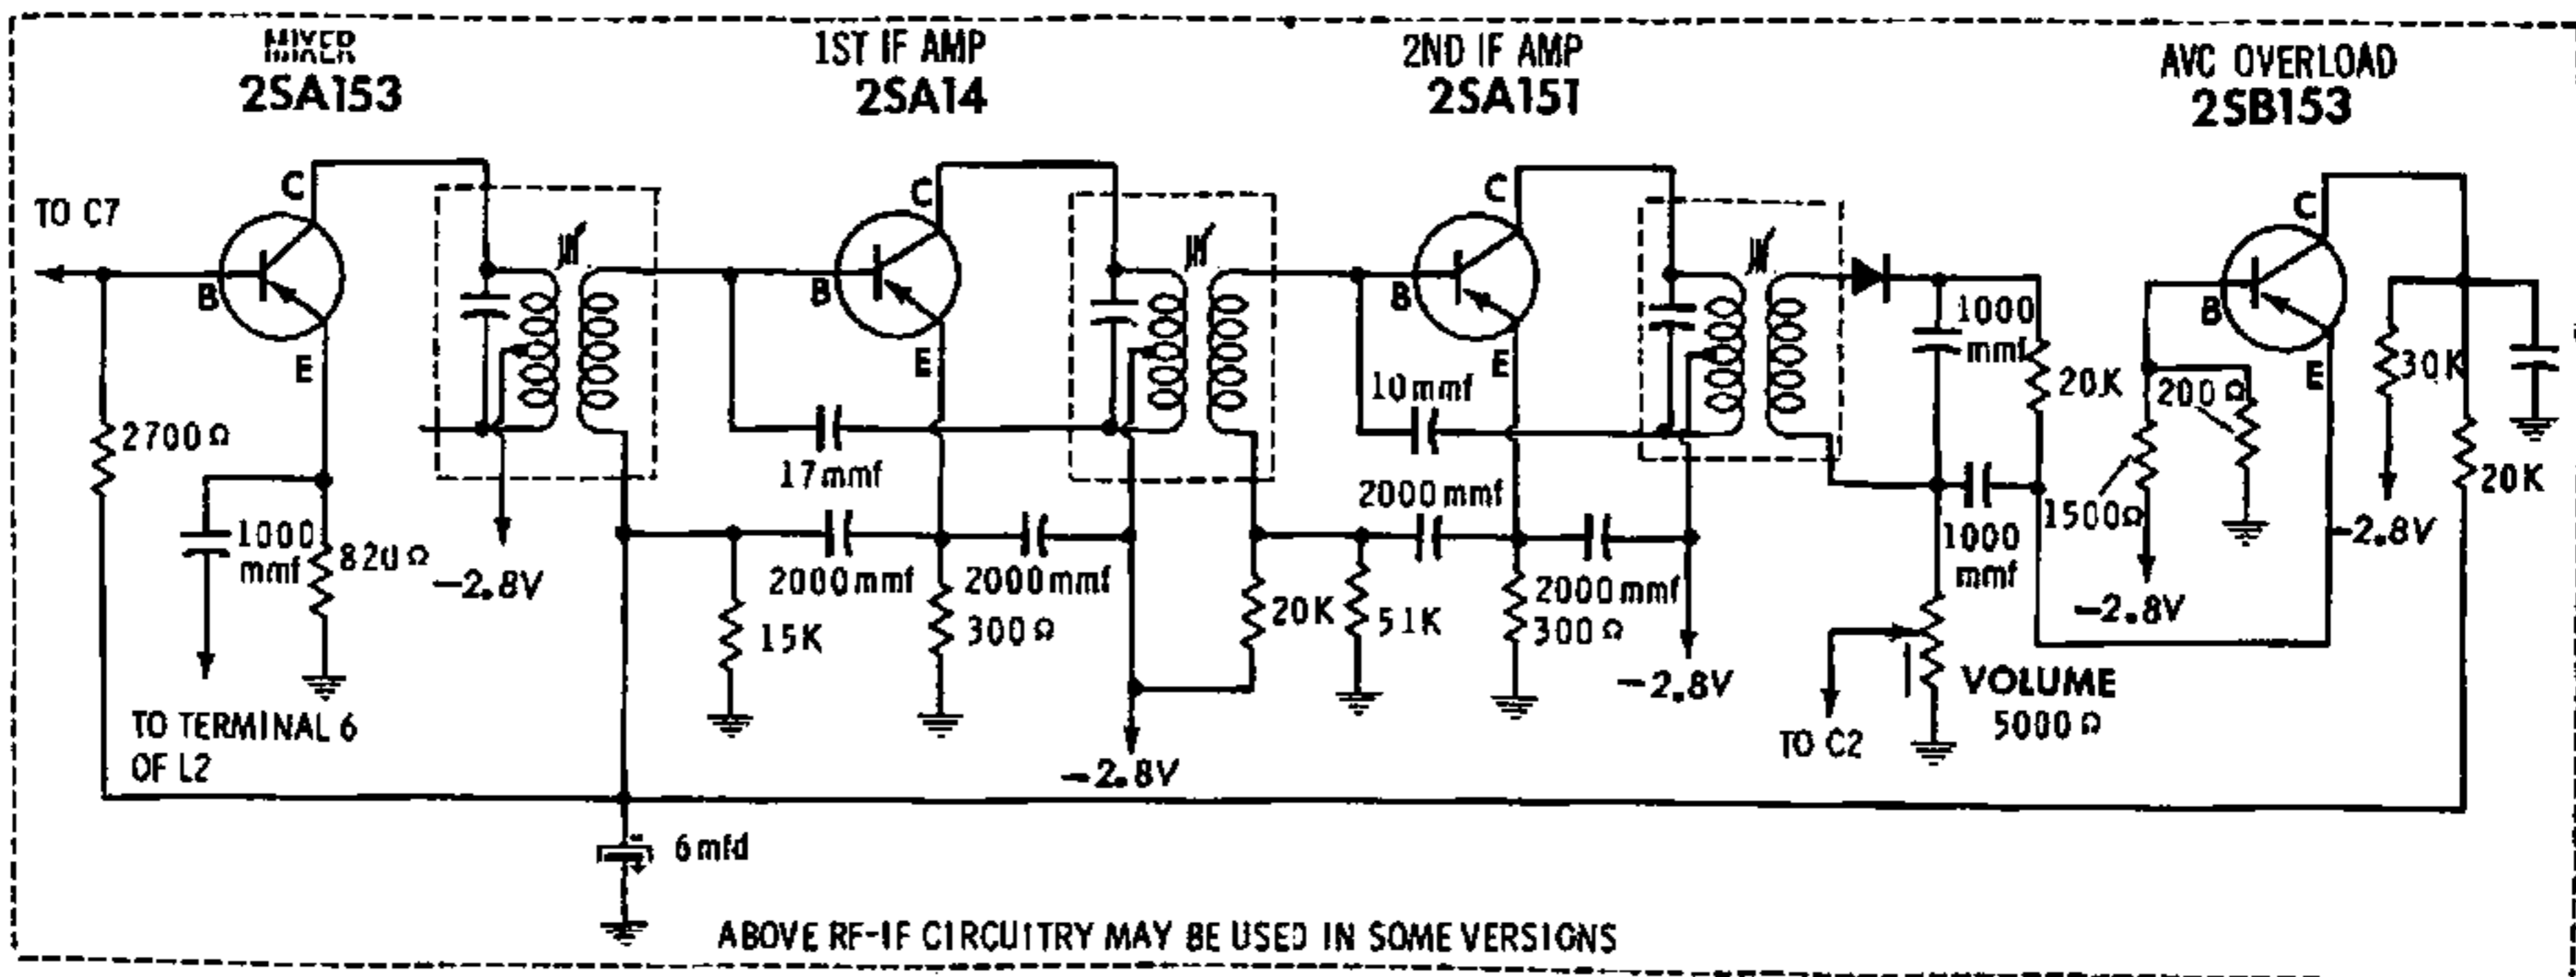 MIXER
2SA153
1ST IF AMP
2SA14
2ND IF AMP
2SA15T
AVC OVERLOAD
2SB153
TO C7
C
B
E
C
B
E
C
B
E
C
B
E
2700Ω
1000
mmf
820Ω
-2.8V
TO TERMINAL 6
OF L2
17mmf
2000mmf
2000mmf
15K
300Ω
20K
-2.8V
10mmf
2000mmf
2000mmf
51K
300Ω
-2.8V
1000
mmf
20K
1000
mmf
VOLUME
5000Ω
TO C2
200Ω
1500Ω
-2.8V
30K
-2.8V
20K
6mfd
ABOVE RF-IF CIRCUITRY MAY BE USED IN SOME VERSIONS